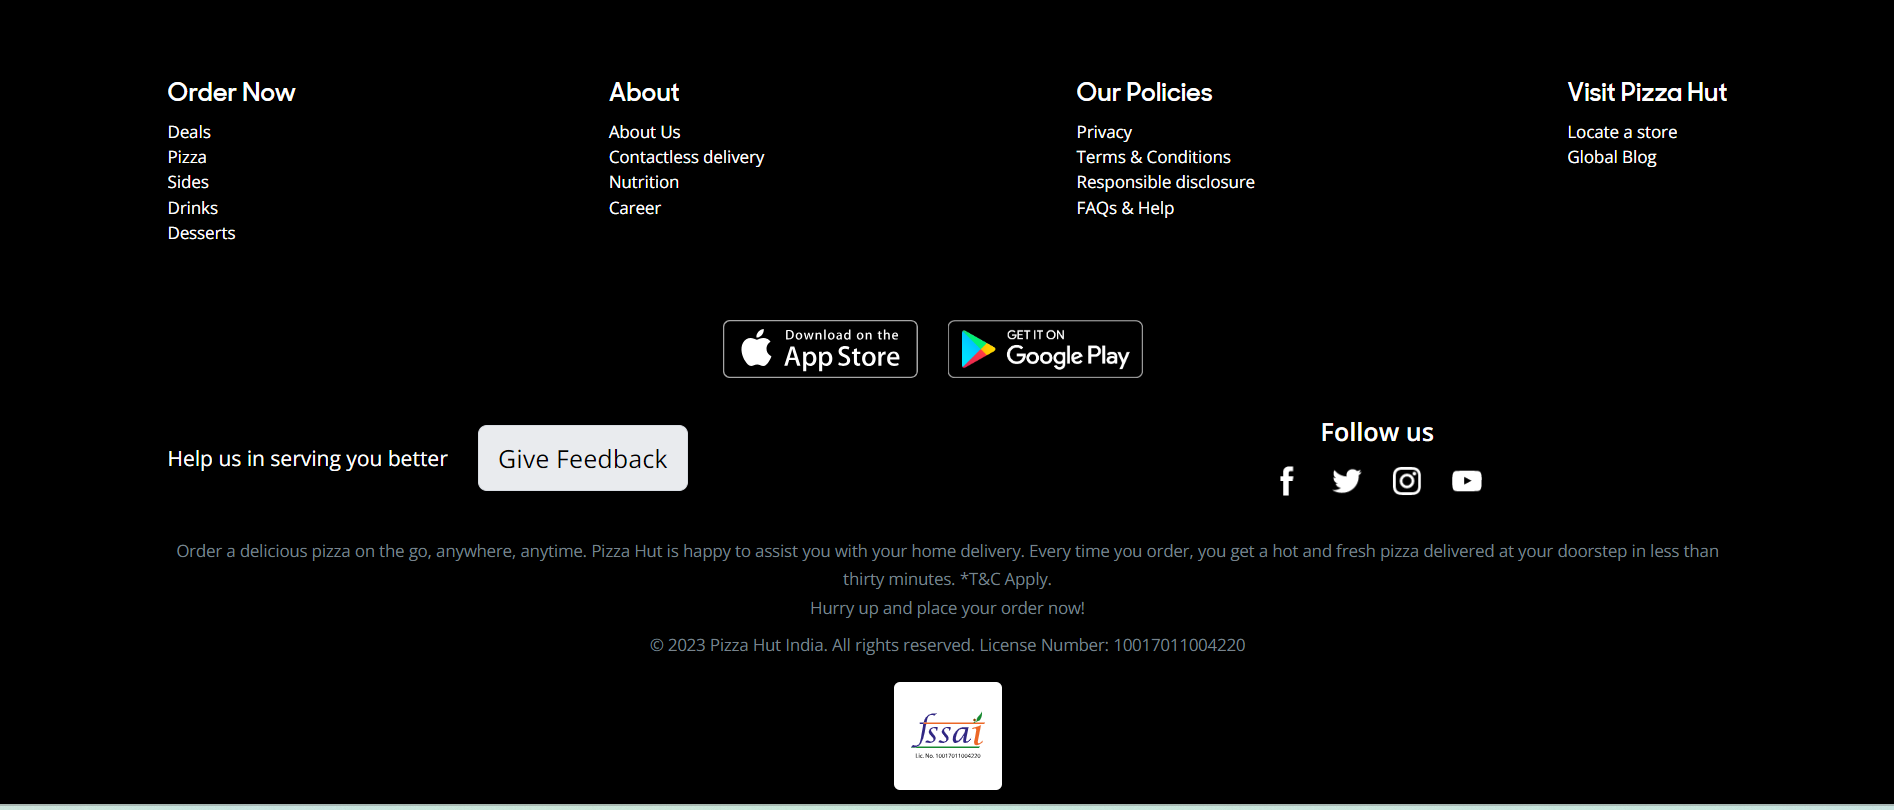 Order Now
Deals
Pizza
Sides
Drinks
Desserts
About
About Us
Contactless delivery
Nutrition
Career
Our Policies
Privacy
Terms & Conditions
Responsible disclosure
FAQs & Help
Visit Pizza Hut
Locate a store
Global Blog
Download on the
App Store
GET IT ON
Google Play
Help us in serving you better
Give Feedback
Follow us
Order a delicious pizza on the go, anywhere, anytime. Pizza Hut is happy to assist you with your home delivery. Every time you order, you get a hot and fresh pizza delivered at your doorstep in less than
thirty minutes. *T&C Apply.
Hurry up and place your order now!
© 2023 Pizza Hut India. All rights reserved. License Number: 10017011004220
fssai
Lic. No. 10017011004220